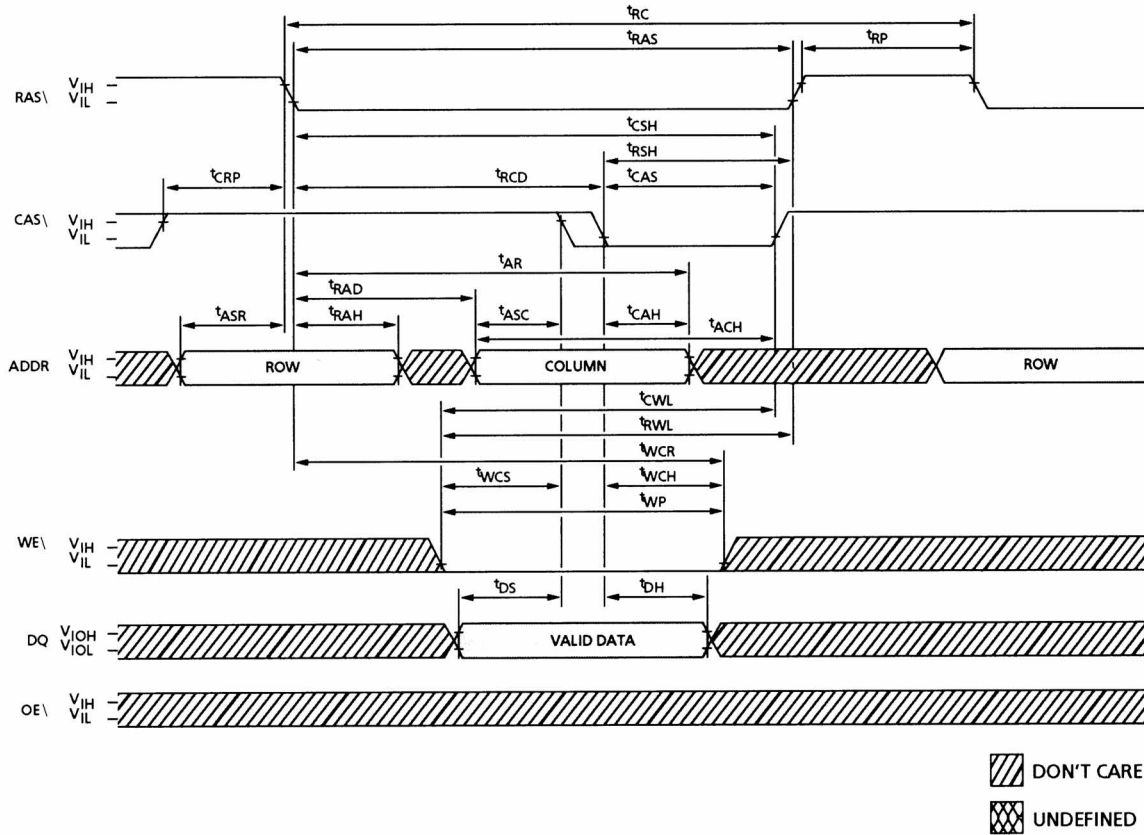 tRC
tRAS
tRP
RAS\ VIH
VIL
tCSH
tRSH
tCRP
tRCD
tCAS
CAS\ VIH
VIL
tAR
tRAD
tASR
tRAH
tASC
tCAH
tACH
ADDR VIH
VIL
ROW
COLUMN
ROW
tCWL
tRWL
tWCR
tWCS
tWCH
tWP
WE\ VIH
VIL
tDS
tDH
DQ VIOH
VIOL
VALID DATA
OE\ VIH
VIL
DON'T CARE
UNDEFINED